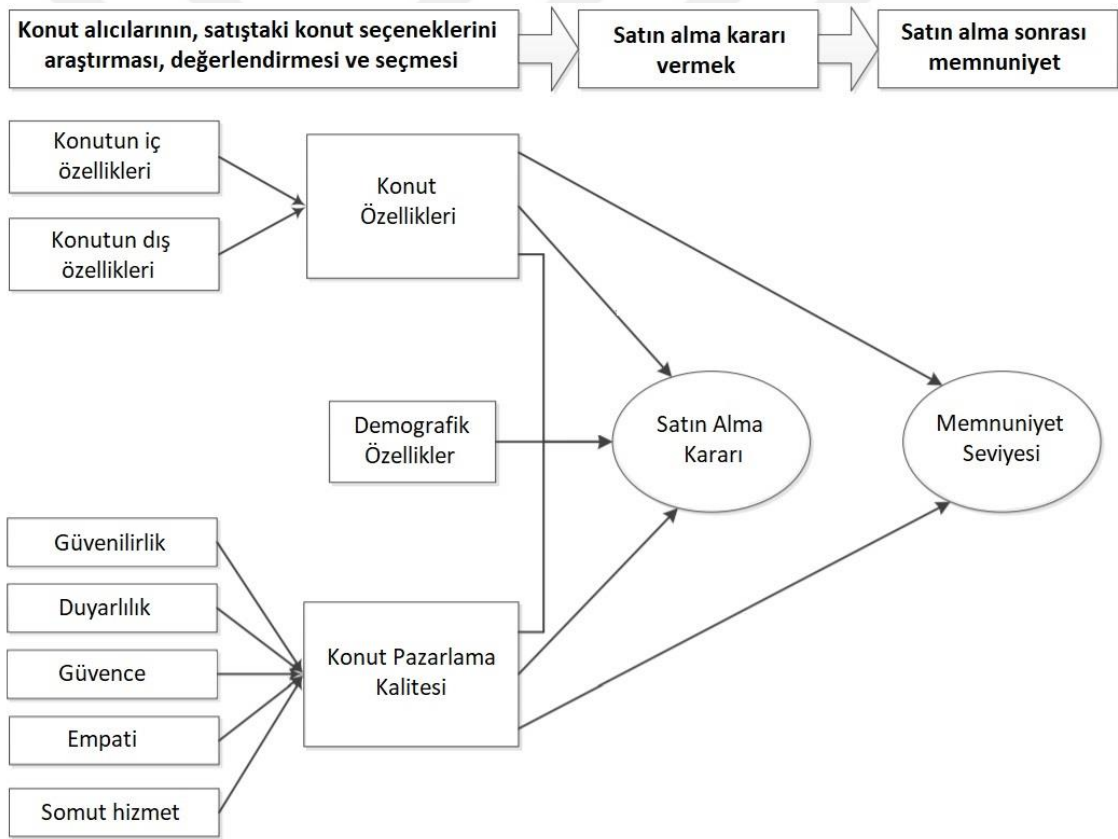 Konut alıcılarının, satıştaki konut seçeneklerini
araştırması, değerlendirmesi ve seçmesi
Satın alma kararı
vermek
Satın alma sonrası
memnuniyet
Konutun iç
özellikleri
Konutun dış
özellikleri
Konut
Özellikleri
Demografik
Özellikler
Satın Alma
Kararı
Memnuniyet
Seviyesi
Güvenilirlik
Duyarlılık
Güvence
Empati
Somut hizmet
Konut Pazarlama
Kalitesi